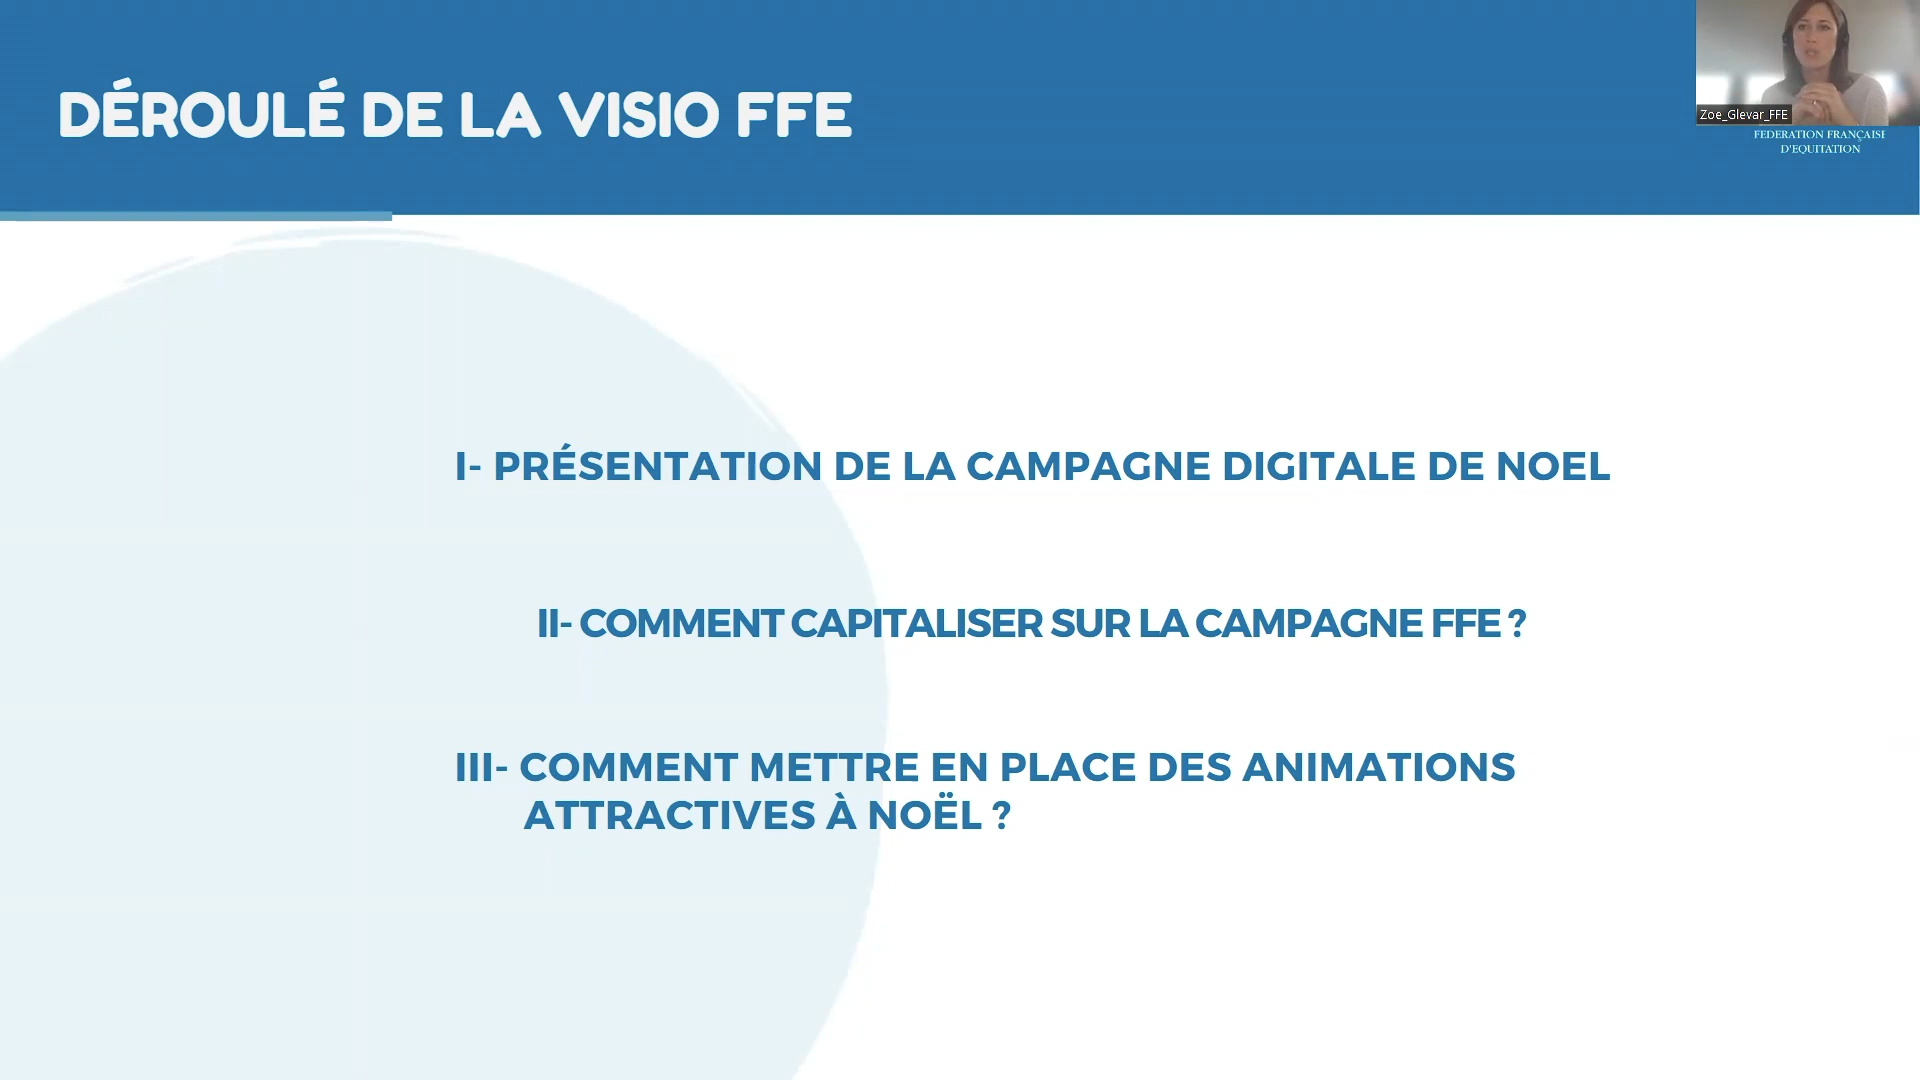 DÉROULÉ DE LA VISIO FFE
Zoe_Glevar_FFE
FEDERATION FRANÇAISE
D'EQUITATION
I- PRÉSENTATION DE LA CAMPAGNE DIGITALE DE NOEL
II- COMMENT CAPITALISER SUR LA CAMPAGNE FFE ?
III- COMMENT METTRE EN PLACE DES ANIMATIONS
ATTRACTIVES À NOËL ?